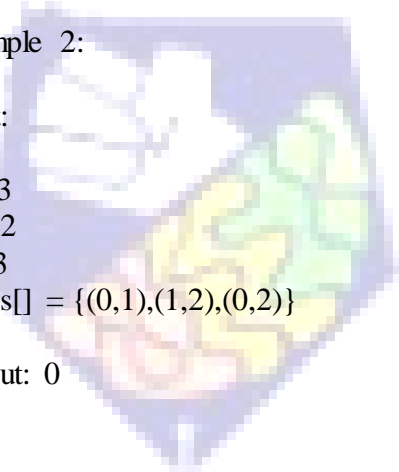 mple 2:
:
3
2
3
s[] = {(0,1),(1,2),(0,2)}
ut: 0